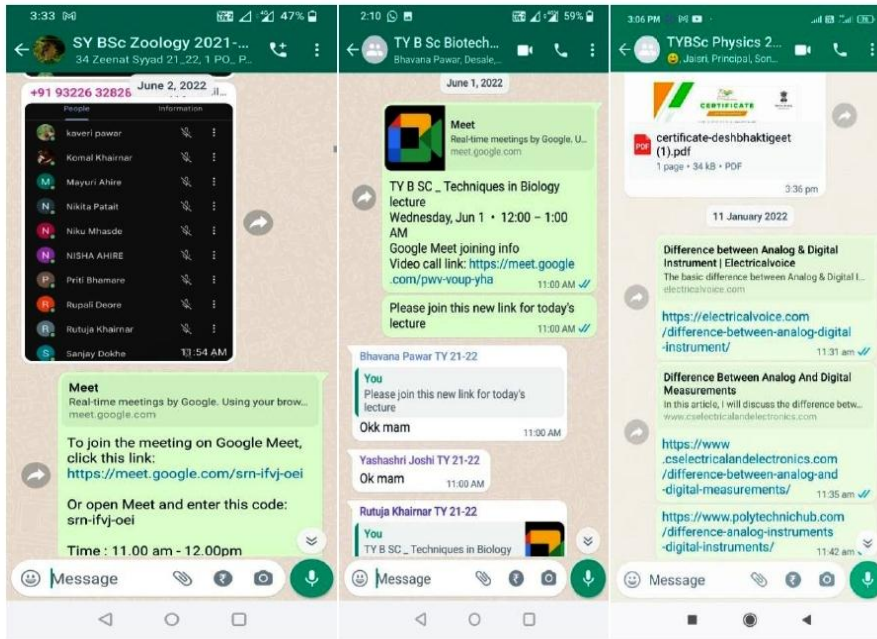 3:33
47%
SY BSc Zoology 2021-...
34 Zeenat Syyad 21_22, 1 PO_ P...
+91 93226 32826
June 2, 2022
People
Information
kaveri pawar
Komal Khairnar
M Mayuri Ahire
N Nikita Patait
N Niku Mhasde
N NISHA AHIRE
P Priti Bhamare
R Rupali Deore
R Rutuja Khairnar
S Sanjay Dokhe
11:54 AM
Meet
Real-time meetings by Google. Using your brow...
meet.google.com
To join the meeting on Google Meet,
click this link:
https://meet.google.com/srn-ifvj-oei
Or open Meet and enter this code:
srn-ifvj-oei
Time : 11.00 am - 12.00pm
Message
2:10
59%
TY B Sc Biotech...
Bhavana Pawar, Desale,...
June 1, 2022
Meet
Real-time meetings by Google. U...
meet.google.com
TY B SC _ Techniques in Biology
lecture
Wednesday, Jun 1 • 12:00 – 1:00
AM
Google Meet joining info
Video call link: https://meet.google
.com/pwv-voup-yha
11:00 AM
Please join this new link for today's
lecture
11:00 AM
Bhavana Pawar TY 21-22
You
Please join this new link for today's
lecture
Okk mam
11:00 AM
Yashashri Joshi TY 21-22
Ok mam
11:00 AM
Rutuja Khairnar TY 21-22
You
TY B SC _ Techniques in Biology
Message
3:06 PM
TYBSc Physics 2...
Jaisri, Principal, Son...
CERTIFICATE
PDF
certificate-deshbhaktigeet
(1).pdf
1 page • 34 kB • PDF
3:36 pm
11 January 2022
Difference between Analog & Digital
Instrument | Electricalvoice
The basic difference between Analog & Digital I...
electricalvoice.com
https://electricalvoice.com
/difference-between-analog-digital
-instrument/
11:31 am
Difference Between Analog And Digital
Measurements
In this article, I will discuss the difference betw...
www.cselectricalandelectronics.com
https://www
.cselectricalandelectronics.com
/difference-between-analog-and
-digital-measurements/
11:35 am
https://www.polytechnichub.com
/difference-analog-instruments
-digital-instruments/
11:42 am
Message